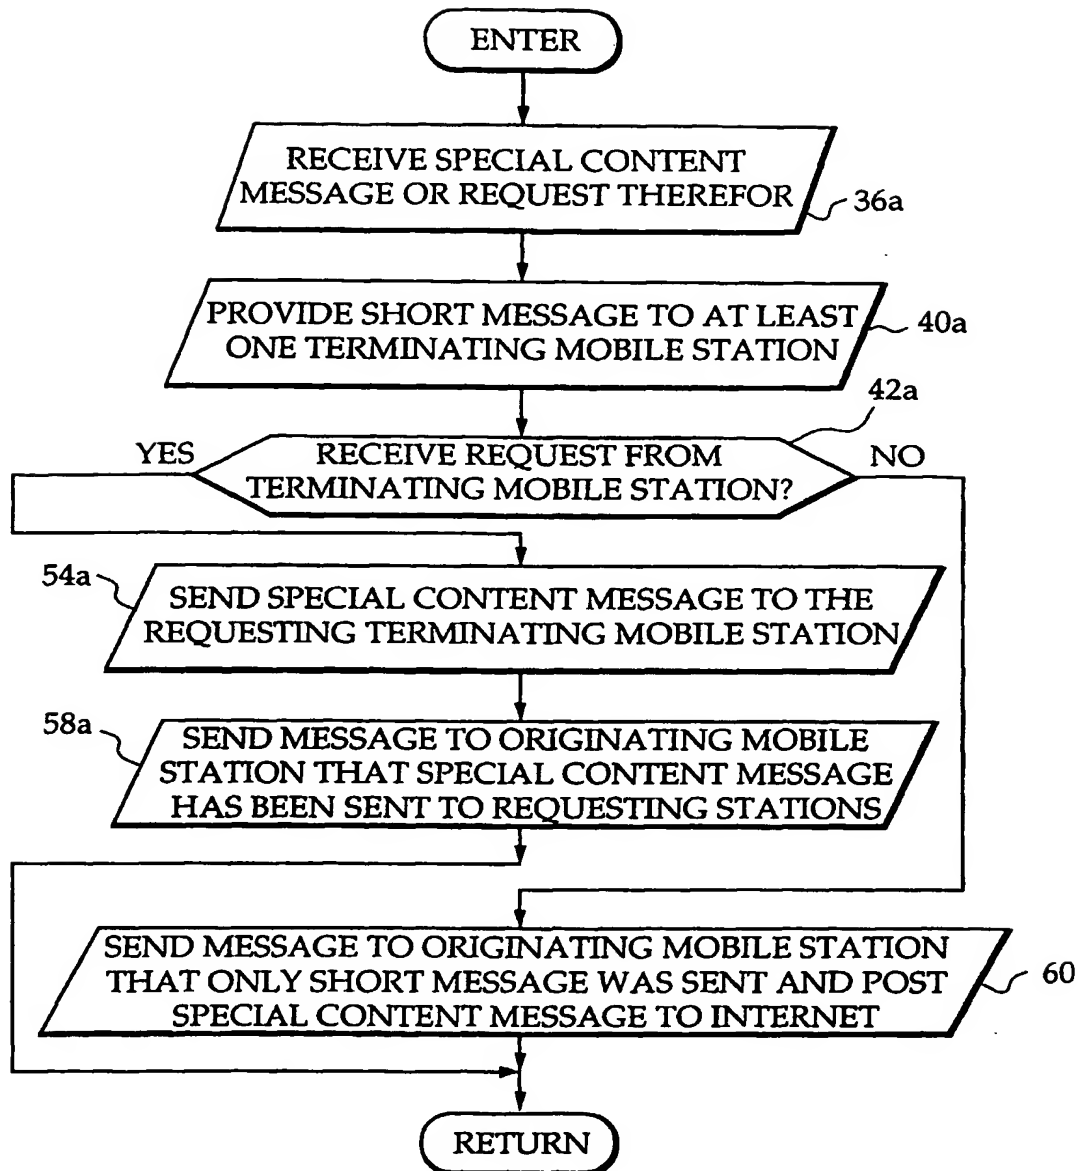 ENTER
RECEIVE SPECIAL CONTENT
MESSAGE OR REQUEST THEREFOR
36a
PROVIDE SHORT MESSAGE TO AT LEAST
ONE TERMINATING MOBILE STATION
40a
42a
YES
RECEIVE REQUEST FROM
TERMINATING MOBILE STATION?
NO
54a
SEND SPECIAL CONTENT MESSAGE TO THE
REQUESTING TERMINATING MOBILE STATION
58a
SEND MESSAGE TO ORIGINATING MOBILE
STATION THAT SPECIAL CONTENT MESSAGE
HAS BEEN SENT TO REQUESTING STATIONS
SEND MESSAGE TO ORIGINATING MOBILE STATION
THAT ONLY SHORT MESSAGE WAS SENT AND POST
SPECIAL CONTENT MESSAGE TO INTERNET
60
RETURN